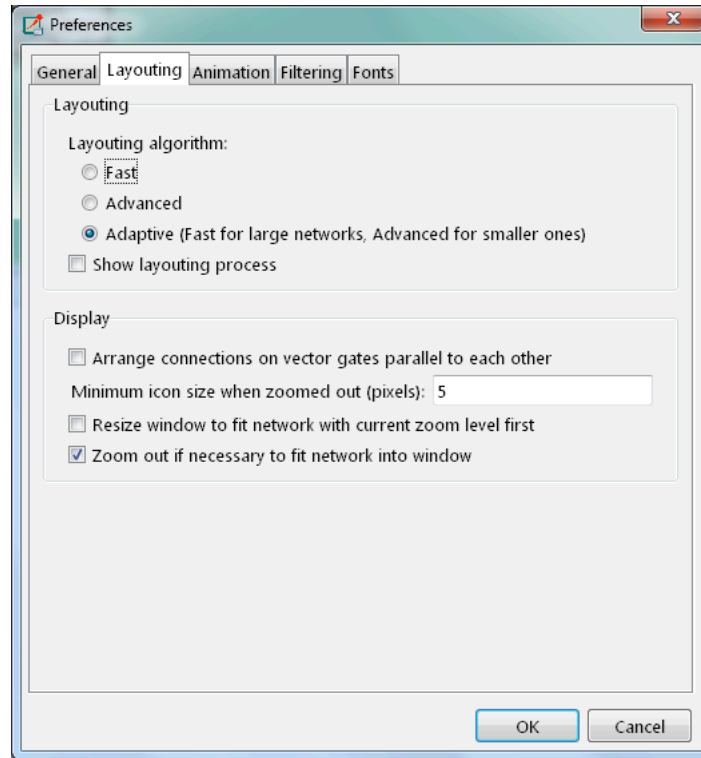 Preferences
General Layouting Animation Filtering Fonts
Layouting
Layouting algorithm:
Fast
Advanced
Adaptive (Fast for large networks, Advanced for smaller ones)
Show layouting process
Display
Arrange connections on vector gates parallel to each other
Minimum icon size when zoomed out (pixels): 5
Resize window to fit network with current zoom level first
Zoom out if necessary to fit network into window
OK Cancel